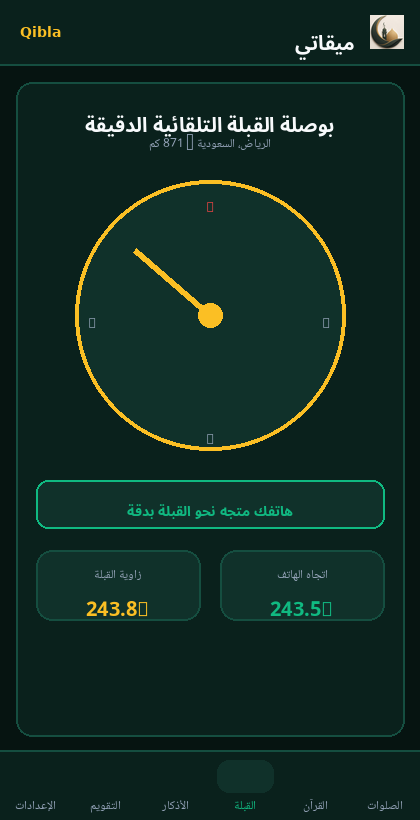 ميقاتي
Qibla
بوصلة القبلة التلقائية الدقيقة
الرياض، السعودية 871 كم
هاتفك متجه نحو القبلة بدقة
اتجاه الهاتف
243.5
زاوية القبلة
243.8
الصلوات
القرآن
القبلة
الأذكار
التقويم
الإعدادات